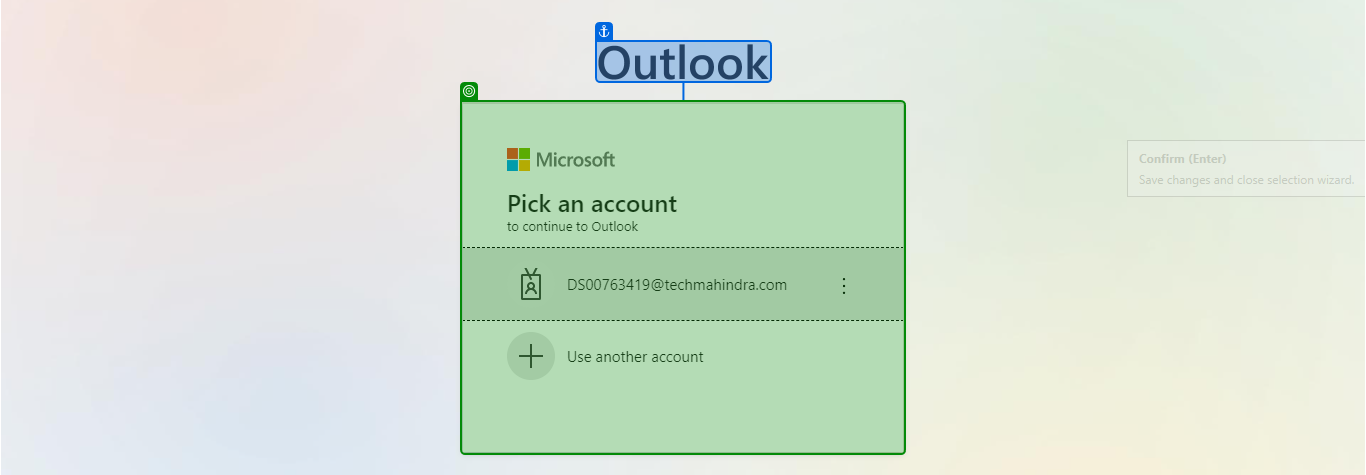 Outlook
Microsoft
Pick an account
to continue to Outlook
DS00763419@techmahindra.com
Use another account
Confirm (Enter)
Save changes and close selection wizard.